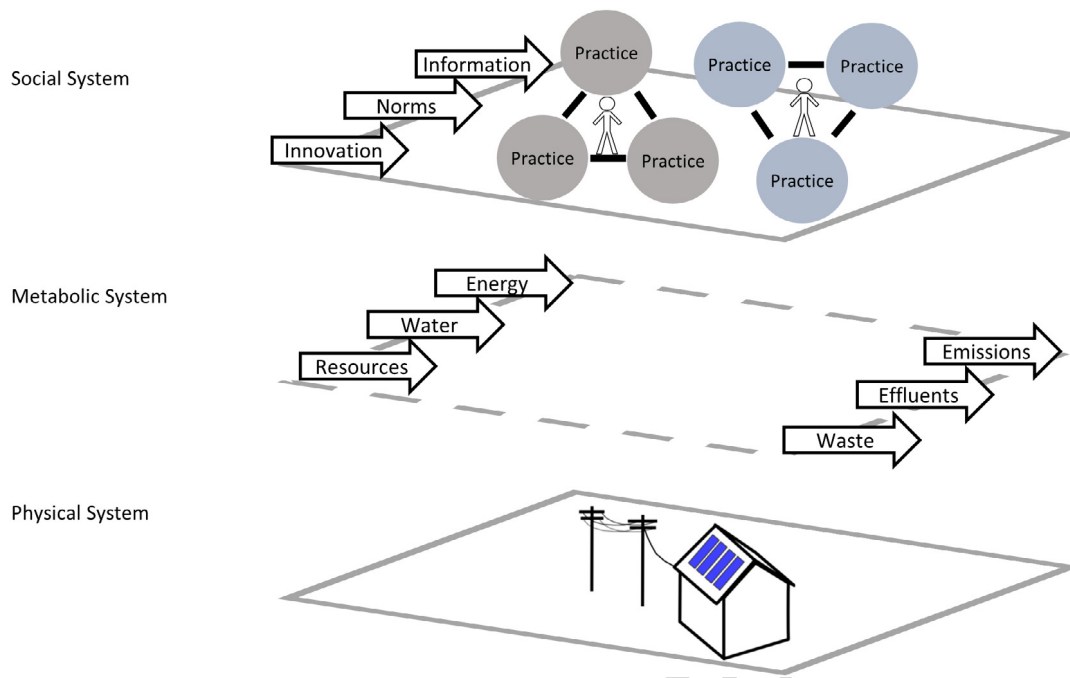 Social System
Information
Norms
Innovation
Practice
Practice
Practice
Practice
Practice
Practice
Metabolic System
Energy
Water
Resources
Emissions
Effluents
Waste
Physical System